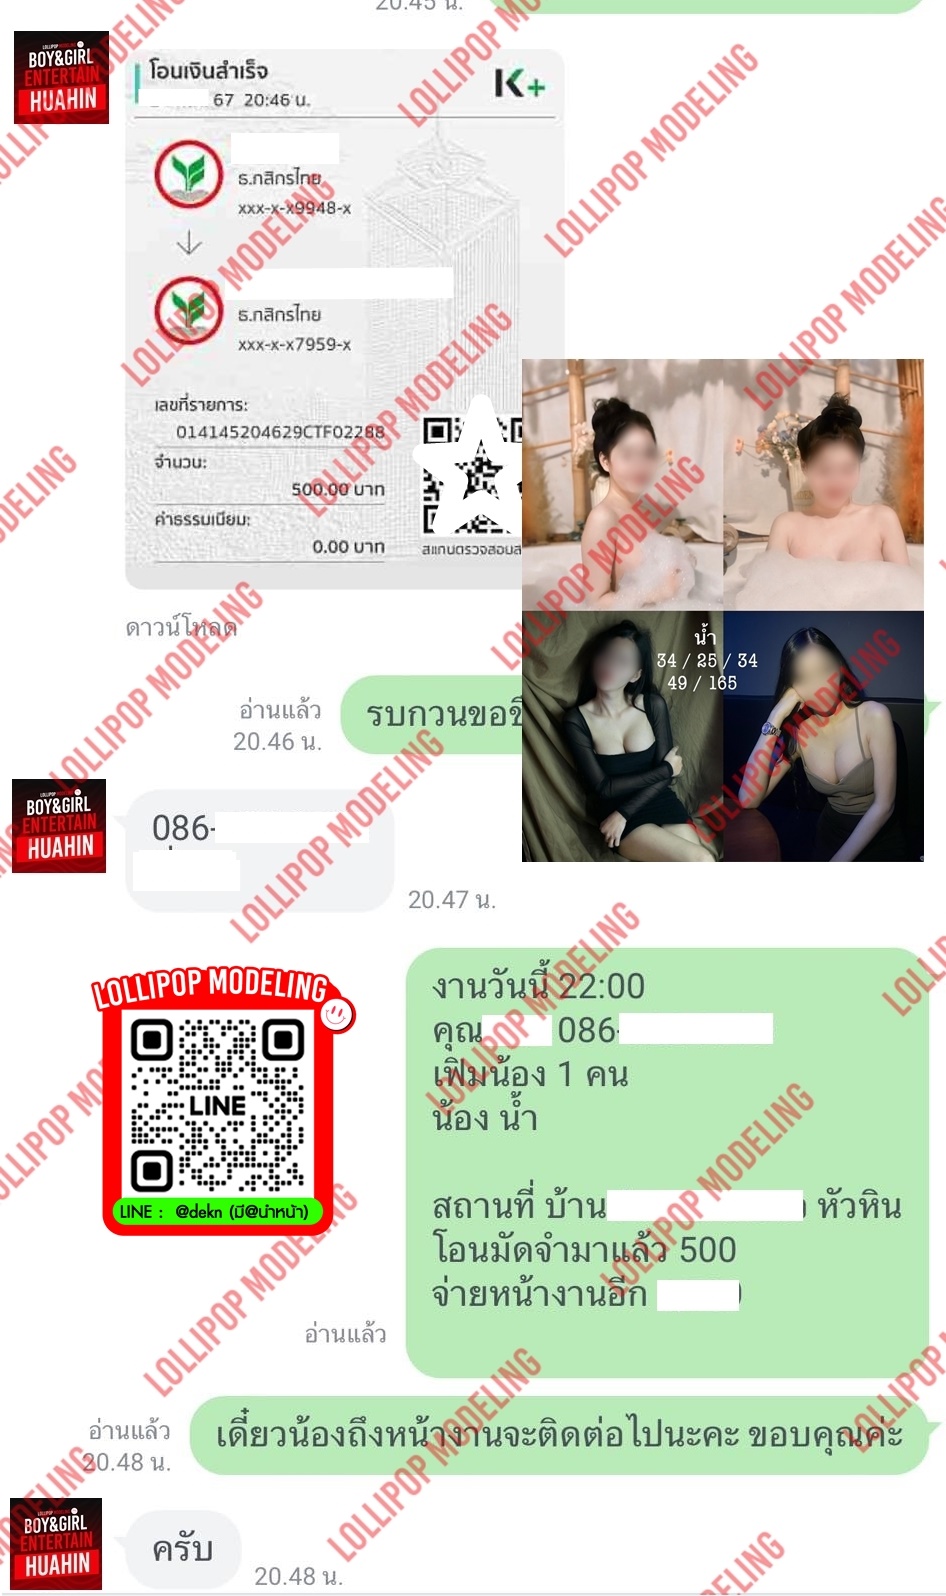 20.45 น.
LOLLIPOP MODELING
BOY&GIRL
ENTERTAIN
HUAHIN
โอนเงินสำเร็จ
67 20:46 น.
K+
ธ.กสิกรไทย
xxx-x-x9948-x
ธ.กสิกรไทย
xxx-x-x7959-x
เลขที่รายการ:
014145204629CTF02288
จำนวน:
500.00 บาท
ค่าธรรมเนียม:
0.00 บาท
สแกนตรวจสอบส
ดาวน์โหลด
น้ำ
34 / 25 / 34
49 / 165
อ่านแล้ว
20.46 น.
รบกวนขอชื
LOLLIPOP MODELING
BOY&GIRL
ENTERTAIN
HUAHIN
086-
20.47 น.
LOLLIPOP MODELING
LINE
LINE : @dekn (มี@นำหน้า)
งานวันนี้ 22:00
คุณ 086-
เฟิมน้อง 1 คน
น้อง น้ำ
สถานที่ บ้าน หัวหิน
โอนมัดจำมาแล้ว 500
จ่ายหน้างานอีก
อ่านแล้ว
เดี๋ยวน้องถึงหน้างานจะติดต่อไปนะคะ ขอบคุณค่ะ
อ่านแล้ว
20.48 น.
LOLLIPOP MODELING
BOY&GIRL
ENTERTAIN
HUAHIN
ครับ
20.48 น.
LOLLIPOP MODELING